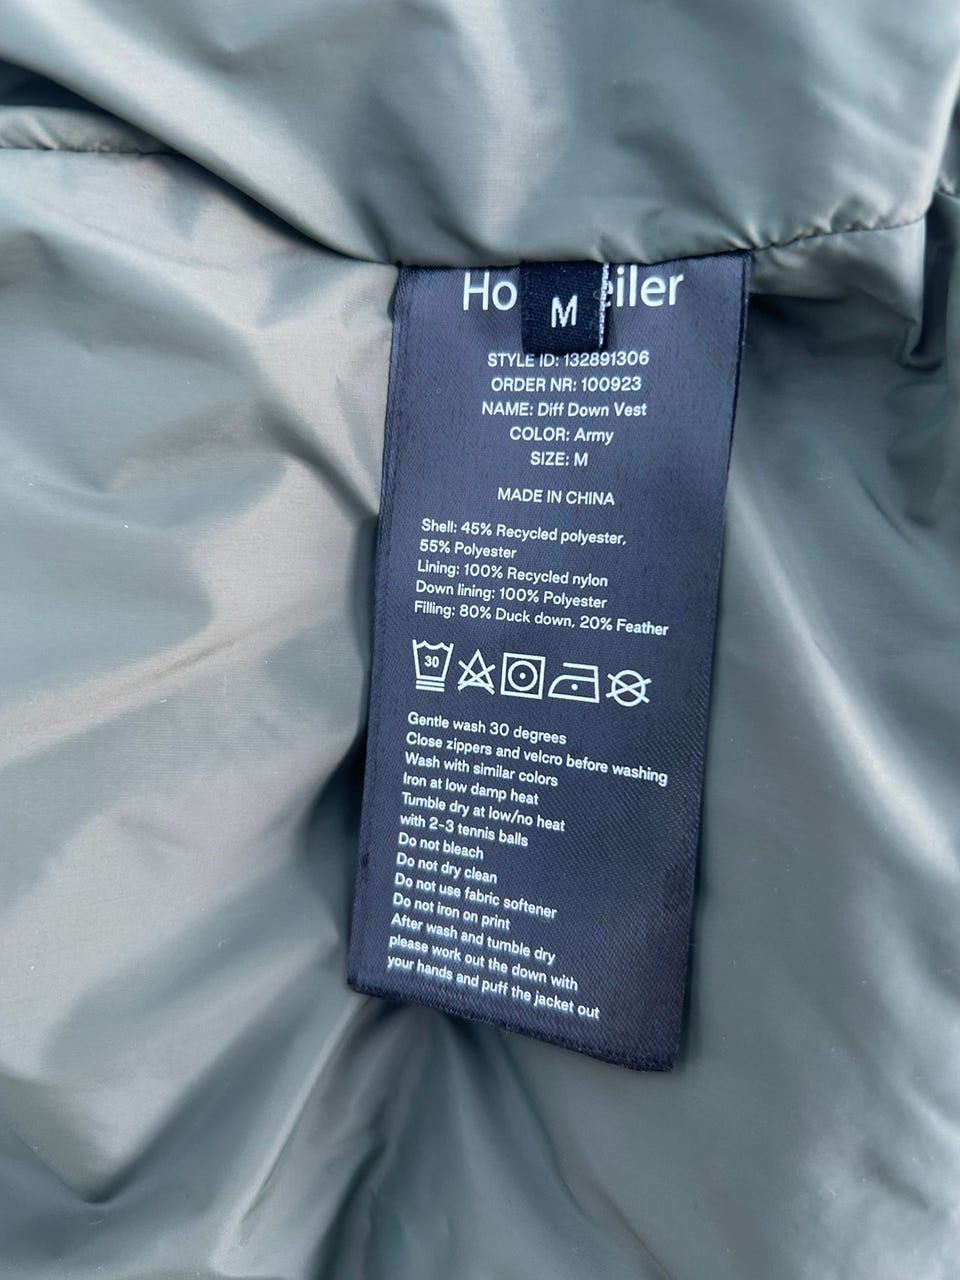 M
STYLE ID: 132891306
ORDER NR: 100923
NAME: Diff Down Vest
COLOR: Army
SIZE: M
MADE IN CHINA
Shell: 45% Recycled polyester,
55% Polyester
Lining: 100% Recycled nylon
Down lining: 100% Polyester
Filling: 80% Duck down, 20% Feather
30
Gentle wash 30 degrees
Close zippers and velcro before washing
Wash with similar colors
Iron at low damp heat
Tumble dry at low/no heat
with 2-3 tennis balls
Do not bleach
Do not dry clean
Do not use fabric softener
Do not iron on print
After wash and tumble dry
please work out the down with
your hands and puff the jacket out